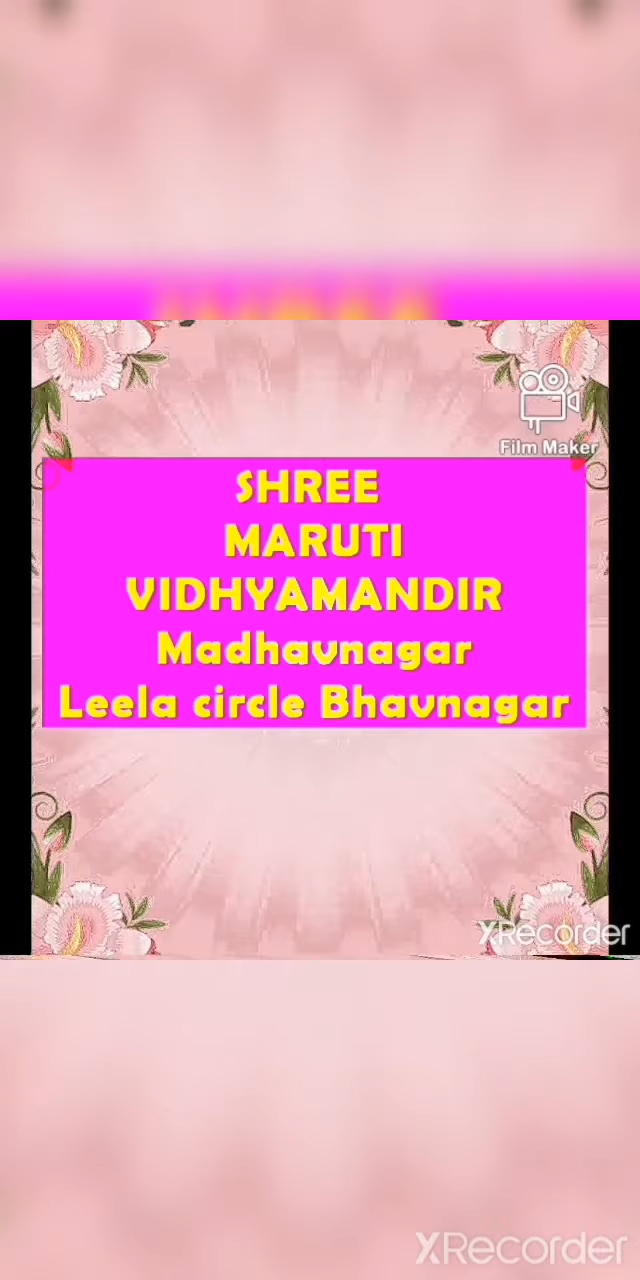 Film Maker
SHREE
MARUTI
VIDHYAMANDIR
Madhavnagar
Leela circle Bhavnagar
XRecorder
XRecorder